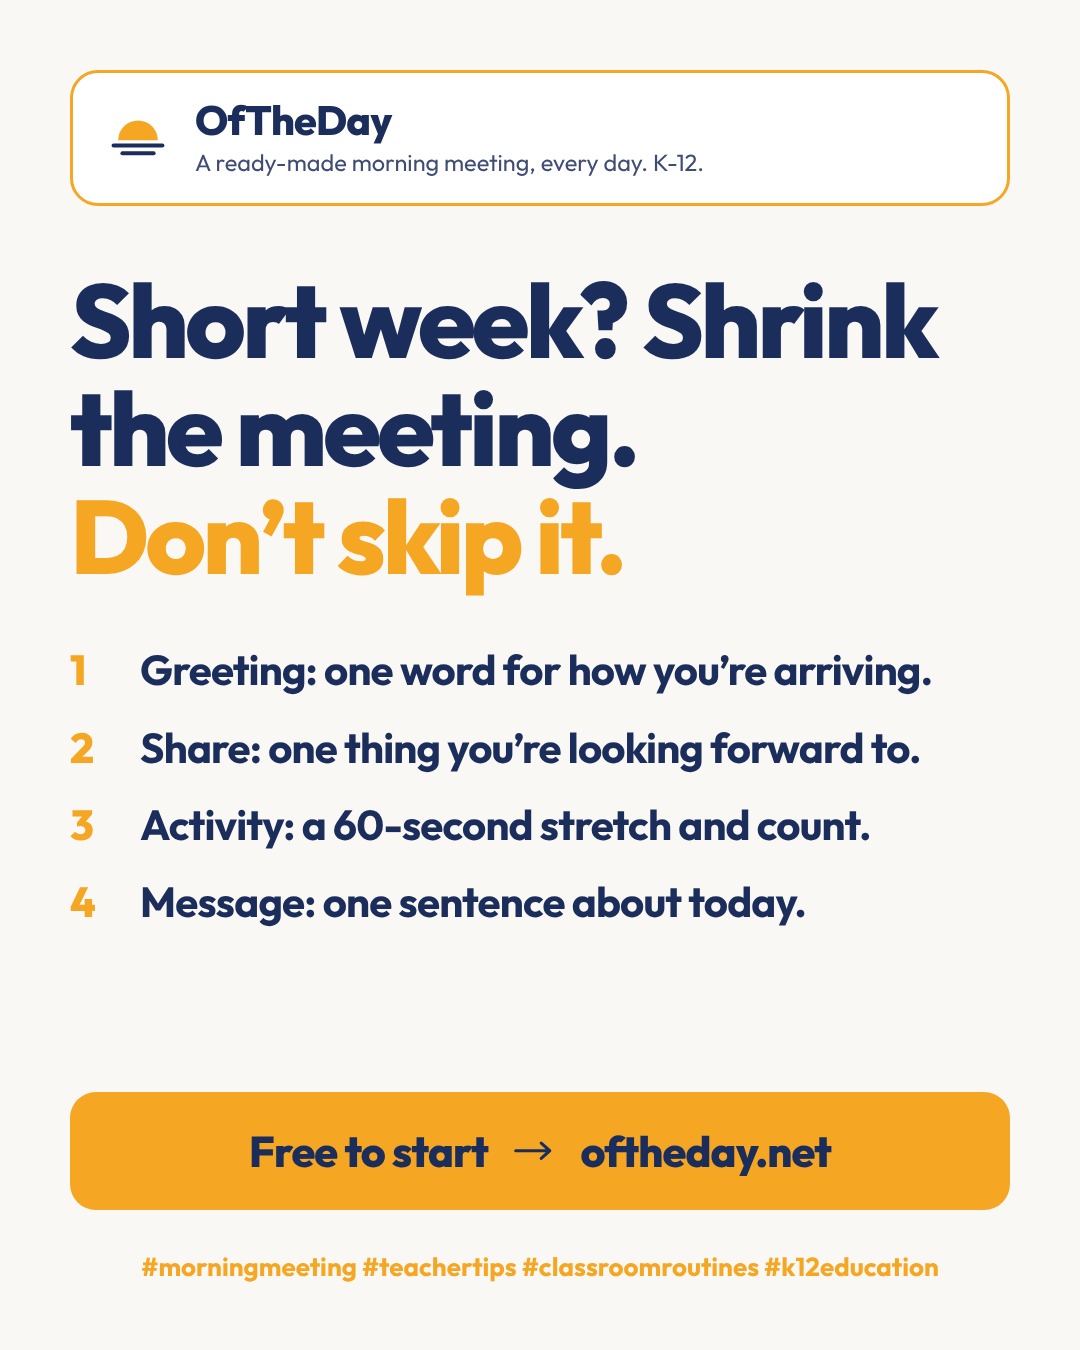 OfTheDay
A ready-made morning meeting, every day. K-12.
Short week? Shrink
the meeting.
Don’t skip it.
1 Greeting: one word for how you’re arriving.
2 Share: one thing you’re looking forward to.
3 Activity: a 60-second stretch and count.
4 Message: one sentence about today.
Free to start → oftheday.net
#morningmeeting #teachertips #classroomroutines #k12education